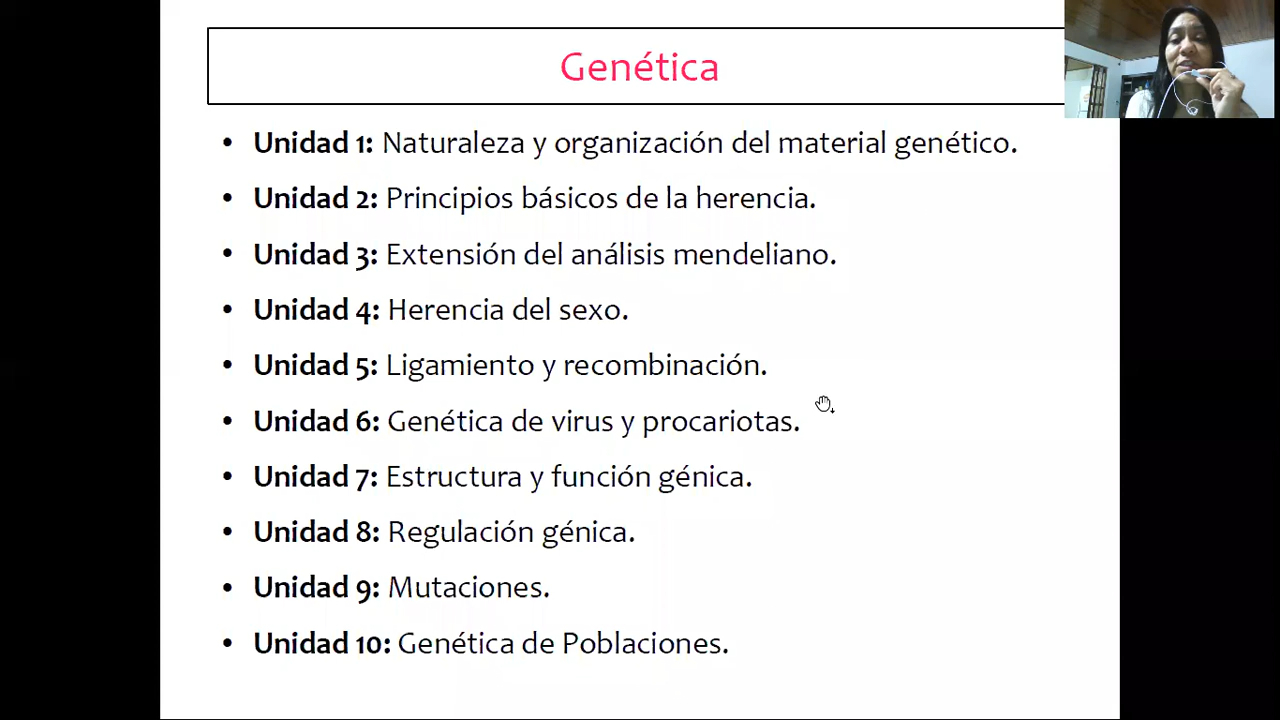 Genética
• Unidad 1: Naturaleza y organización del material genético.
• Unidad 2: Principios básicos de la herencia.
• Unidad 3: Extensión del análisis mendeliano.
• Unidad 4: Herencia del sexo.
• Unidad 5: Ligamiento y recombinación.
• Unidad 6: Genética de virus y procariotas.
• Unidad 7: Estructura y función génica.
• Unidad 8: Regulación génica.
• Unidad 9: Mutaciones.
• Unidad 10: Genética de Poblaciones.